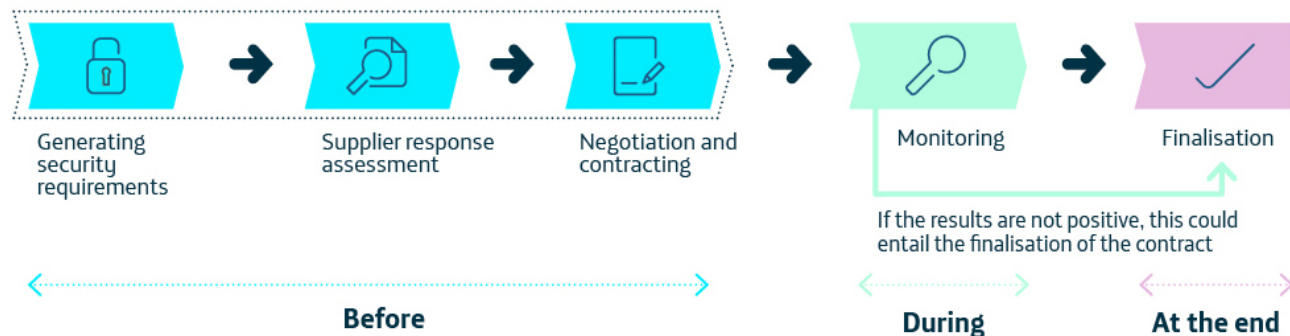 Generating
security
requirements
Supplier response
assessment
Negotiation and
contracting
Monitoring
Finalisation
If the results are not positive, this could
entail the finalisation of the contract
Before
During
At the end